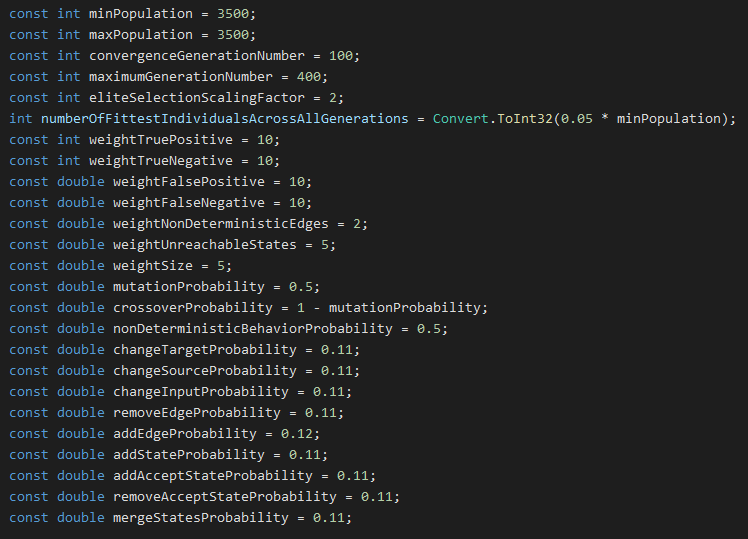 const int minPopulation = 3500;
const int maxPopulation = 3500;
const int convergenceGenerationNumber = 100;
const int maximumGenerationNumber = 400;
const int eliteSelectionScalingFactor = 2;
int numberOfFittestIndividualsAcrossAllGenerations = Convert.ToInt32(0.05 * minPopulation);
const int weightTruePositive = 10;
const int weightTrueNegative = 10;
const double weightFalsePositive = 10;
const double weightFalseNegative = 10;
const double weightNonDeterministicEdges = 2;
const double weightUnreachableStates = 5;
const double weightSize = 5;
const double mutationProbability = 0.5;
const double crossoverProbability = 1 - mutationProbability;
const double nonDeterministicBehaviorProbability = 0.5;
const double changeTargetProbability = 0.11;
const double changeSourceProbability = 0.11;
const double changeInputProbability = 0.11;
const double removeEdgeProbability = 0.11;
const double addEdgeProbability = 0.12;
const double addStateProbability = 0.11;
const double addAcceptStateProbability = 0.11;
const double removeAcceptStateProbability = 0.11;
const double mergeStatesProbability = 0.11;